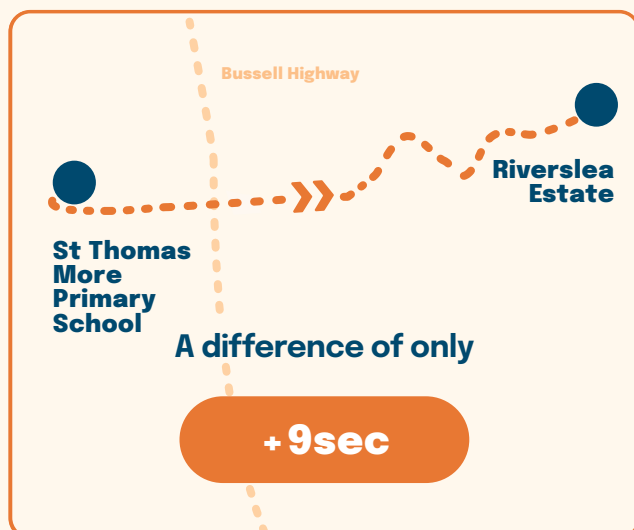 Bussell Highway
Riverslea
Estate
St Thomas
More
Primary
School
A difference of only
+9sec